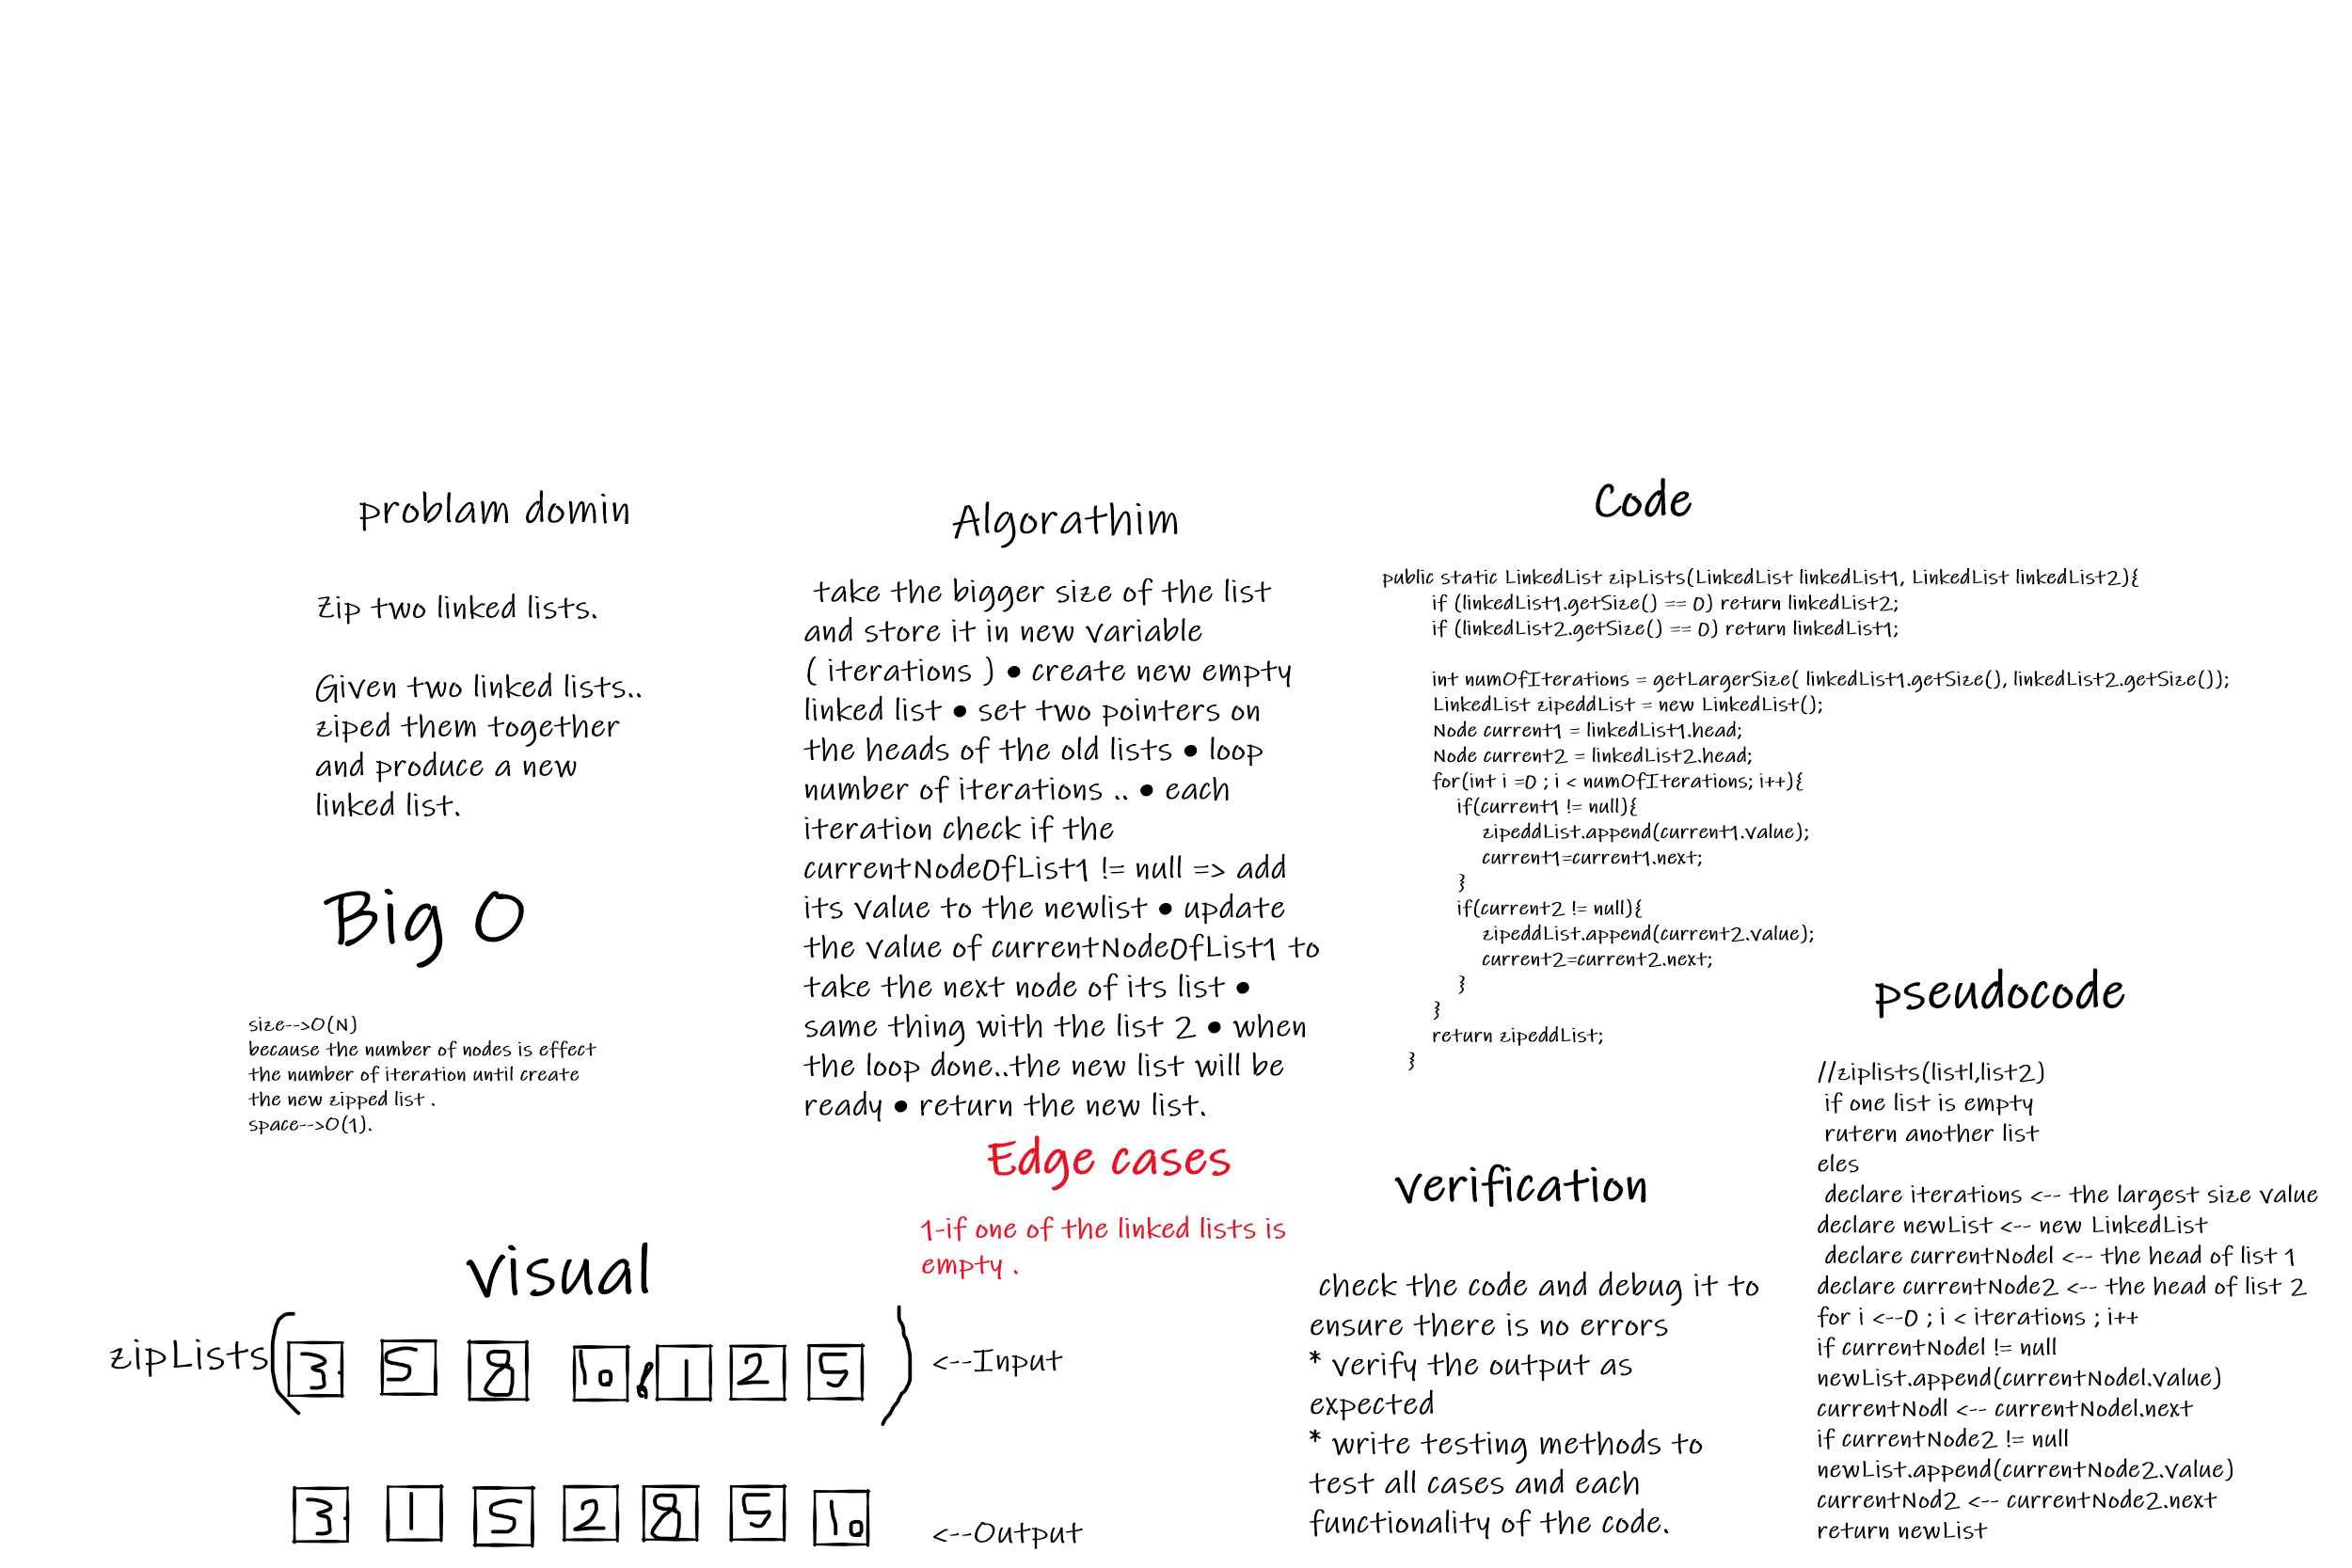 problam domin
Zip two linked lists.
Given two linked lists..
ziped them together
and produce a new
linked list.
Big O
size-->O(N)
because the number of nodes is effect
the number of iteration until create
the new zipped list .
space-->O(1).
Algorathim
take the bigger size of the list
and store it in new variable
( iterations ) • create new empty
linked list • set two pointers on
the heads of the old lists • loop
number of iterations .. • each
iteration check if the
currentNodeOfList1 != null => add
its value to the newlist • update
the value of currentNodeOfList1 to
take the next node of its list •
same thing with the list 2 • when
the loop done..the new list will be
ready • return the new list.
Edge cases
1-if one of the linked lists is
empty .
Code
public static LinkedList zipLists(LinkedList linkedList1, LinkedList linkedList2){
if (linkedList1.getSize() == 0) return linkedList2;
if (linkedList2.getSize() == 0) return linkedList1;
int numOfIterations = getLargerSize( linkedList1.getSize(), linkedList2.getSize());
LinkedList zipeddList = new LinkedList();
Node current1 = linkedList1.head;
Node current2 = linkedList2.head;
for(int i =0 ; i < numOfIterations; i++){
if(current1 != null){
zipeddList.append(current1.value);
current1=current1.next;
}
if(current2 != null){
zipeddList.append(current2.value);
current2=current2.next;
}
}
return zipeddList;
}
pseudocode
//ziplists(listl,list2)
if one list is empty
rutern another list
eles
declare iterations <-- the largest size value
declare newList <-- new LinkedList
declare currentNodel <-- the head of list 1
declare currentNode2 <-- the head of list 2
for i <--0 ; i < iterations ; i++
if currentNodel != null
newList.append(currentNodel.value)
currentNodl <-- currentNodel.next
if currentNode2 != null
newList.append(currentNode2.value)
currentNod2 <-- currentNode2.next
return newList
verification
check the code and debug it to
ensure there is no errors
* verify the output as
expected
* write testing methods to
test all cases and each
functionality of the code.
visual
zipLists( 3 5 8 10 , 1 2 5 ) <--Input
3 1 5 2 8 5 10 <--Output